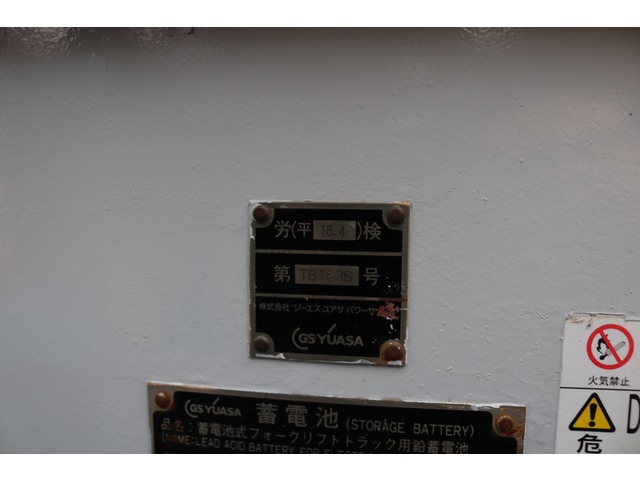 労(平 18.4 )検
第 号
株式会社 ジーエス・ユアサ パワーサ
GS YUASA
GS YUASA 蓄電池 (STORAGE BATTERY)
品名: 蓄電池式フォークリフトトラック用鉛蓄電池
(NAME:LEAD ACID BATTERY FOR
火気禁止
危
D